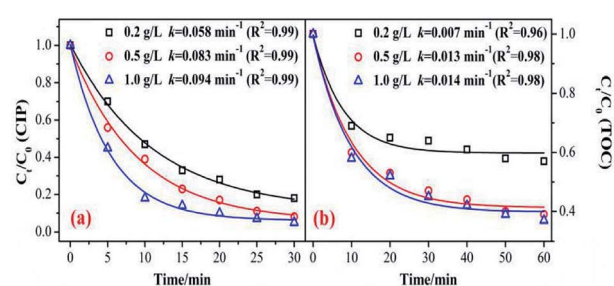 0.2 g/L k=0.058 min⁻¹ (R²=0.99)
0.5 g/L k=0.083 min⁻¹ (R²=0.99)
1.0 g/L k=0.094 min⁻¹ (R²=0.99)
0.2 g/L k=0.007 min⁻¹ (R²=0.96)
0.5 g/L k=0.013 min⁻¹ (R²=0.98)
1.0 g/L k=0.014 min⁻¹ (R²=0.98)
Cₜ/C₀ (CIP)
1.0
0.8
0.6
0.4
0.2
0.0
(a)
0 5 10 15 20 25 30
Time/min
(b)
0 10 20 30 40 50 60
Time/min
1.0
0.8
0.6
0.4
Cₜ/C₀ (TOC)